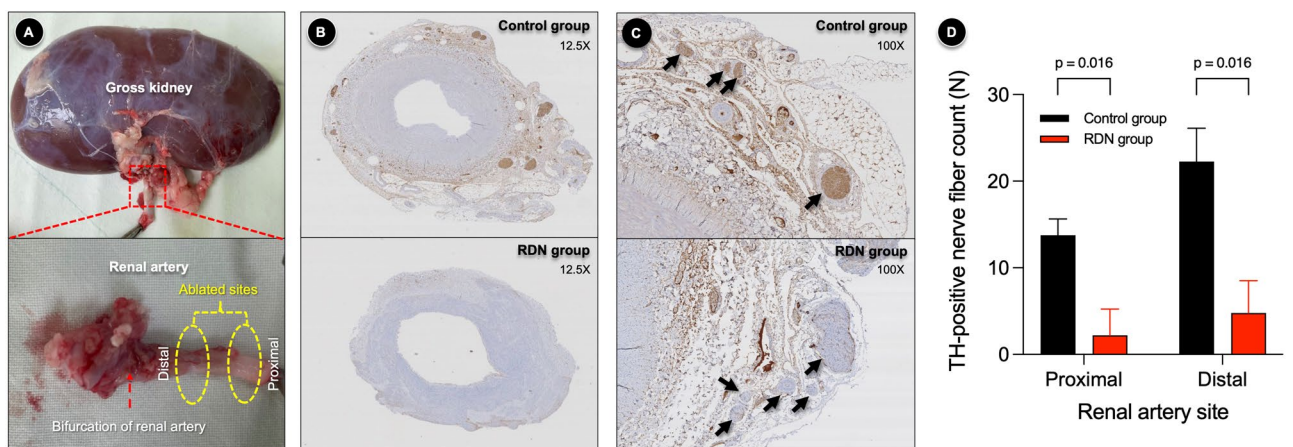 A
Gross kidney
Renal artery
Ablated sites
Distal
Proximal
Bifurcation of renal artery
B
Control group
12.5X
RDN group
12.5X
C
Control group
100X
RDN group
100X
D
p = 0.016
p = 0.016
TH-positive nerve fiber count (N)
30
20
10
0
Control group
RDN group
Proximal
Distal
Renal artery site